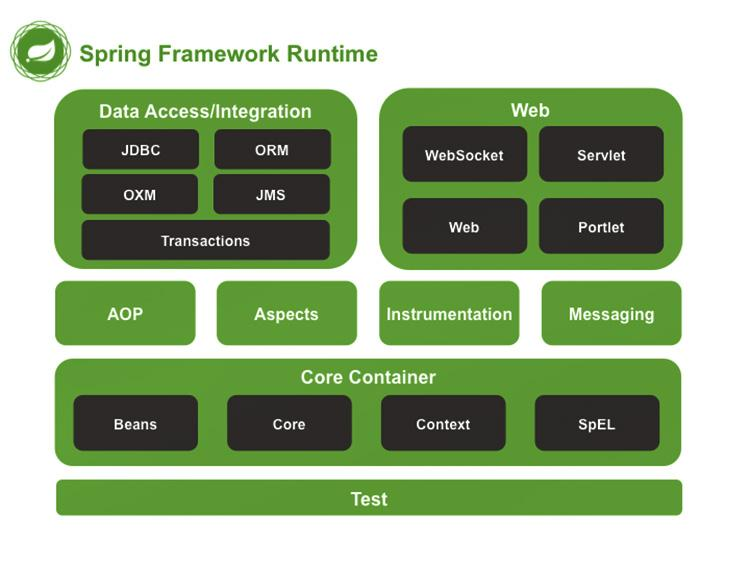 Spring Framework Runtime
Data Access/Integration
JDBC
ORM
OXM
JMS
Transactions
Web
WebSocket
Servlet
Web
Portlet
AOP
Aspects
Instrumentation
Messaging
Core Container
Beans
Core
Context
SpEL
Test